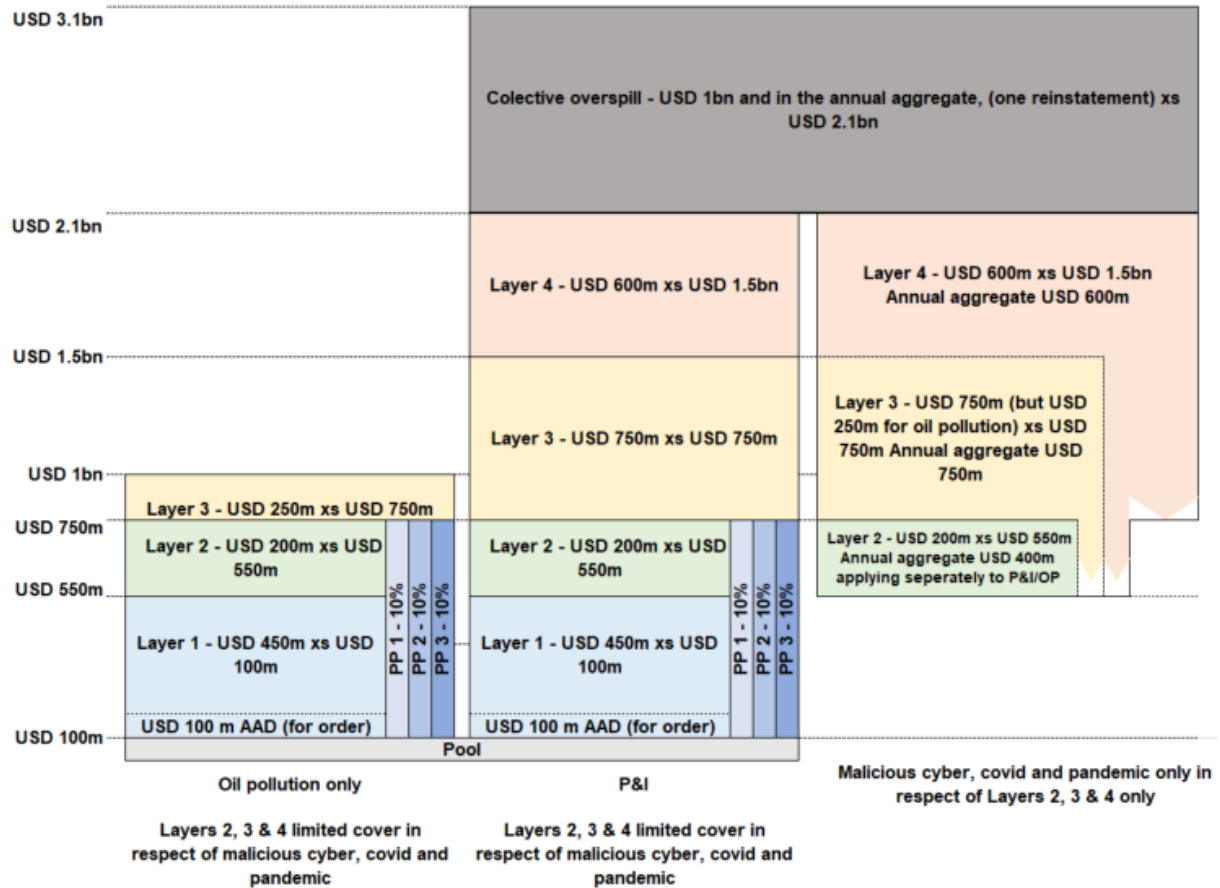 USD 3.1bn
Colective overspill - USD 1bn and in the annual aggregate, (one reinstatement) xs
USD 2.1bn
USD 2.1bn
Layer 4 - USD 600m xs USD 1.5bn
Layer 4 - USD 600m xs USD 1.5bn
Annual aggregate USD 600m
USD 1.5bn
Layer 3 - USD 750m xs USD 750m
Layer 3 - USD 750m (but USD
250m for oil pollution) xs USD
750m Annual aggregate USD
750m
USD 1bn
Layer 3 - USD 250m xs USD 750m
USD 750m
Layer 2 - USD 200m xs USD
550m
Layer 2 - USD 200m xs USD
550m
Layer 2 - USD 200m xs USD 550m
Annual aggregate USD 400m
applying seperately to P&I/OP
USD 550m
Layer 1 - USD 450m xs USD
100m
PP 1 - 10%
PP 2 - 10%
PP 3 - 10%
Layer 1 - USD 450m xs USD
100m
PP 1 - 10%
PP 2 - 10%
PP 3 - 10%
USD 100 m AAD (for order)
USD 100 m AAD (for order)
USD 100m
Pool
Oil pollution only
Layers 2, 3 & 4 limited cover in
respect of malicious cyber, covid and
pandemic
P&I
Layers 2, 3 & 4 limited cover in
respect of malicious cyber, covid and
pandemic
Malicious cyber, covid and pandemic only in
respect of Layers 2, 3 & 4 only